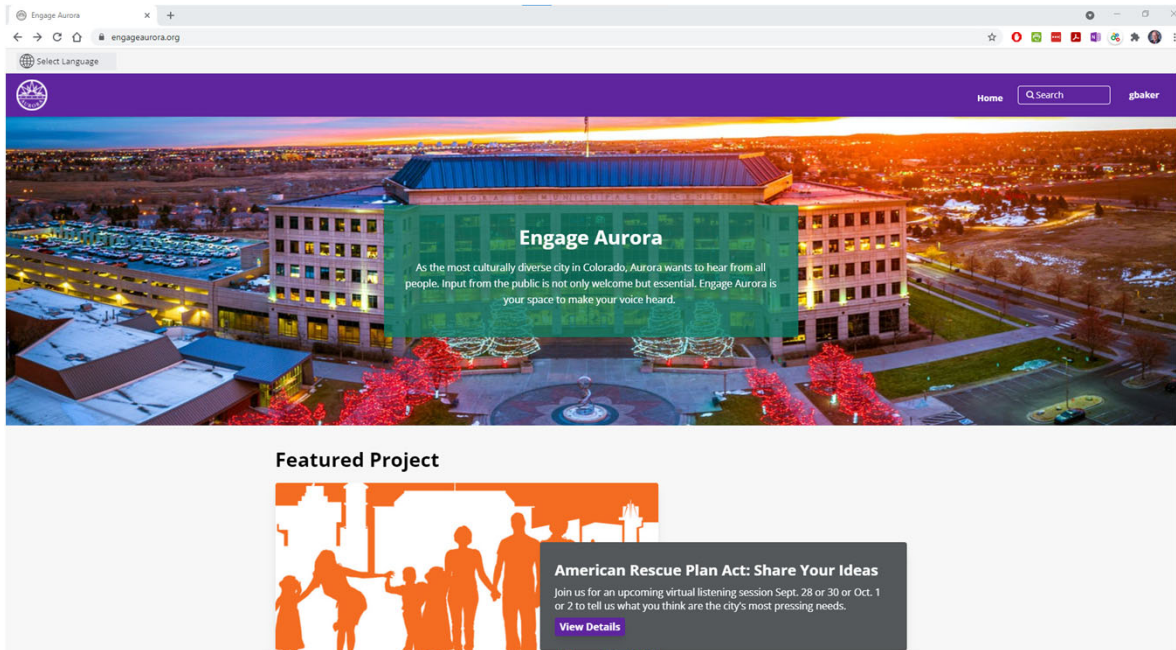 Engage Aurora
engageaurora.org
Select Language
AURORA
Home
Search
gbaker
Engage Aurora
As the most culturally diverse city in Colorado, Aurora wants to hear from all
people. Input from the public is not only welcome but essential. Engage Aurora is
your space to make your voice heard.
Featured Project
American Rescue Plan Act: Share Your Ideas
Join us for an upcoming virtual listening session Sept. 28 or 30 or Oct. 1
or 2 to tell us what you think are the city's most pressing needs.
View Details